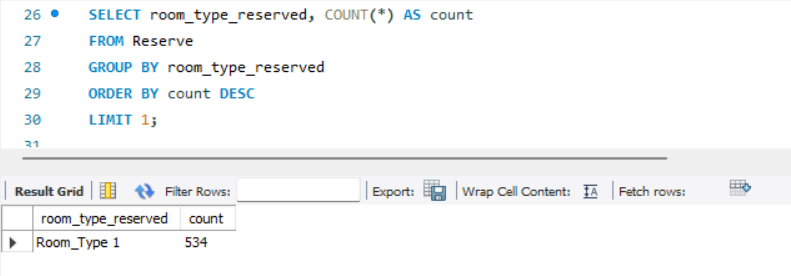 26 SELECT room_type_reserved, COUNT(*) AS count
27 FROM Reserve
28 GROUP BY room_type_reserved
29 ORDER BY count DESC
30 LIMIT 1;
31
Result Grid Filter Rows: Export: Wrap Cell Content: IA Fetch rows:
room_type_reserved count
Room_Type 1 534